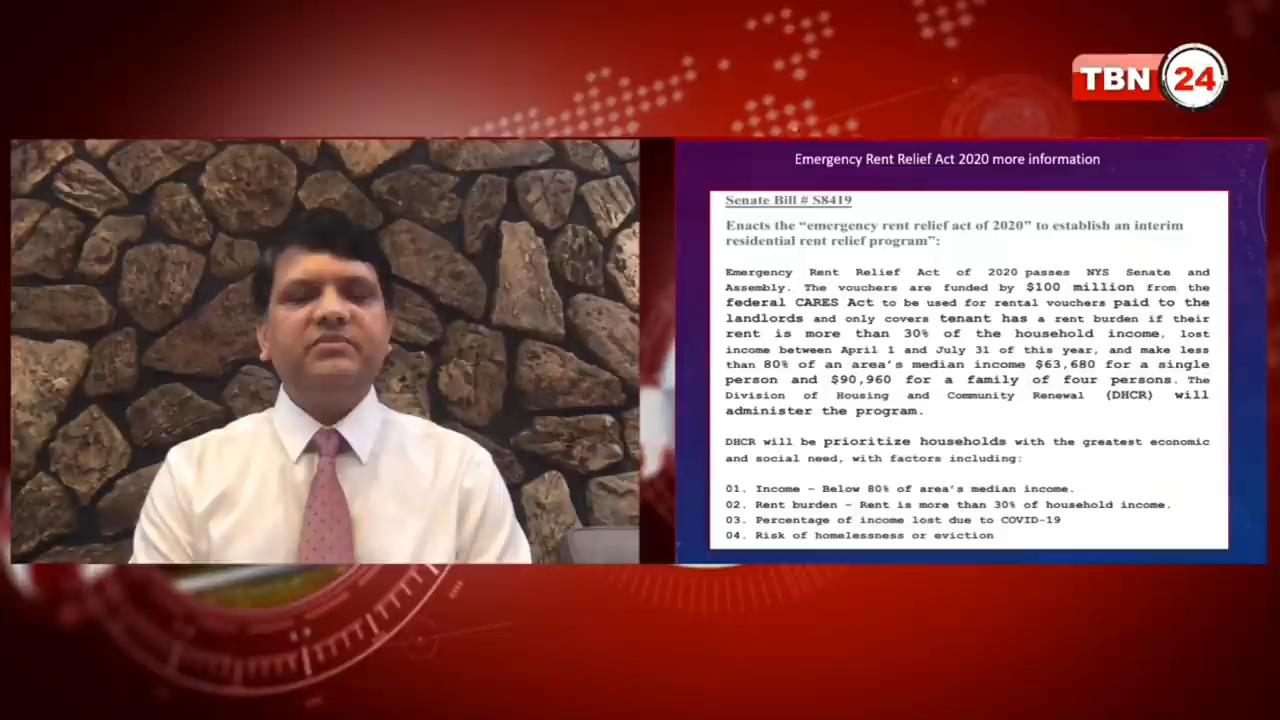 TBN 24
Emergency Rent Relief Act 2020 more information
Senate Bill # S8419
Enacts the “emergency rent relief act of 2020” to establish an interim
residential rent relief program”:
Emergency Rent Relief Act of 2020 passes NYS Senate and
Assembly. The vouchers are funded by $100 million from the
federal CARES Act to be used for rental vouchers paid to the
landlords and only covers tenant has a rent burden if their
rent is more than 30% of the household income, lost
income between April 1 and July 31 of this year, and make less
than 80% of an area’s median income $63,680 for a single
person and $90,960 for a family of four persons. The
Division of Housing and Community Renewal (DHCR) will
administer the program.
DHCR will be prioritize households with the greatest economic
and social need, with factors including:
01. Income – Below 80% of area’s median income.
02. Rent burden – Rent is more than 30% of household income.
03. Percentage of income lost due to COVID-19
04. Risk of homelessness or eviction